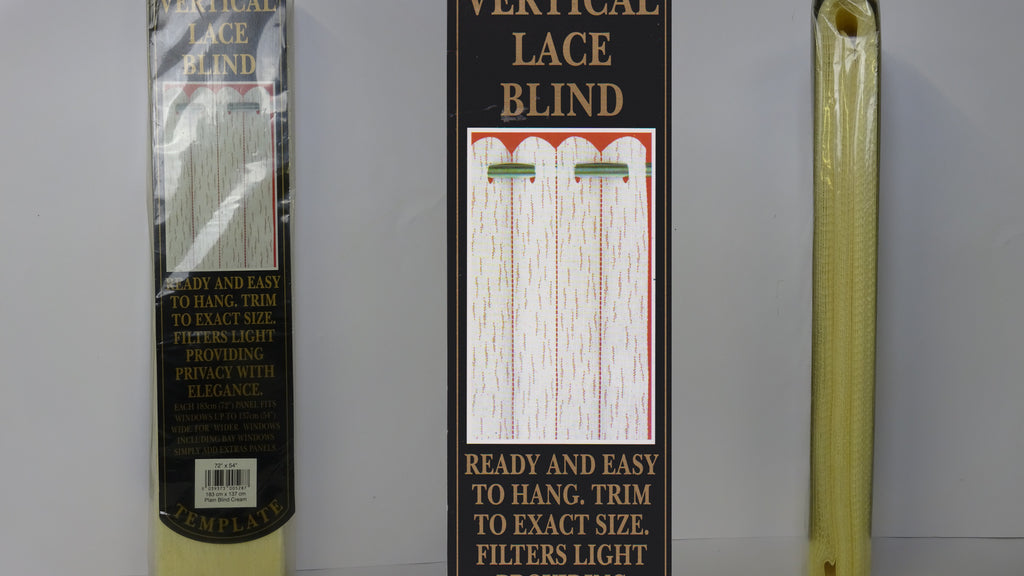 VERTICAL
LACE
BLIND
READY AND EASY
TO HANG. TRIM
TO EXACT SIZE.
FILTERS LIGHT
PROVIDING
PRIVACY WITH
ELEGANCE.
EACH 183cm (72") PANEL FITS
WINDOWS UP TO 137cm (54")
WIDE FOR WIDER WINDOWS
INCLUDING BAY WINDOWS
SIMPLY ADD EXTRAS PANELS.
72" x 54"
183 cm x 137 cm
Plain Blind Cream
TEMPLATE
VERTICAL
LACE
BLIND
READY AND EASY
TO HANG. TRIM
TO EXACT SIZE.
FILTERS LIGHT
PROVIDING